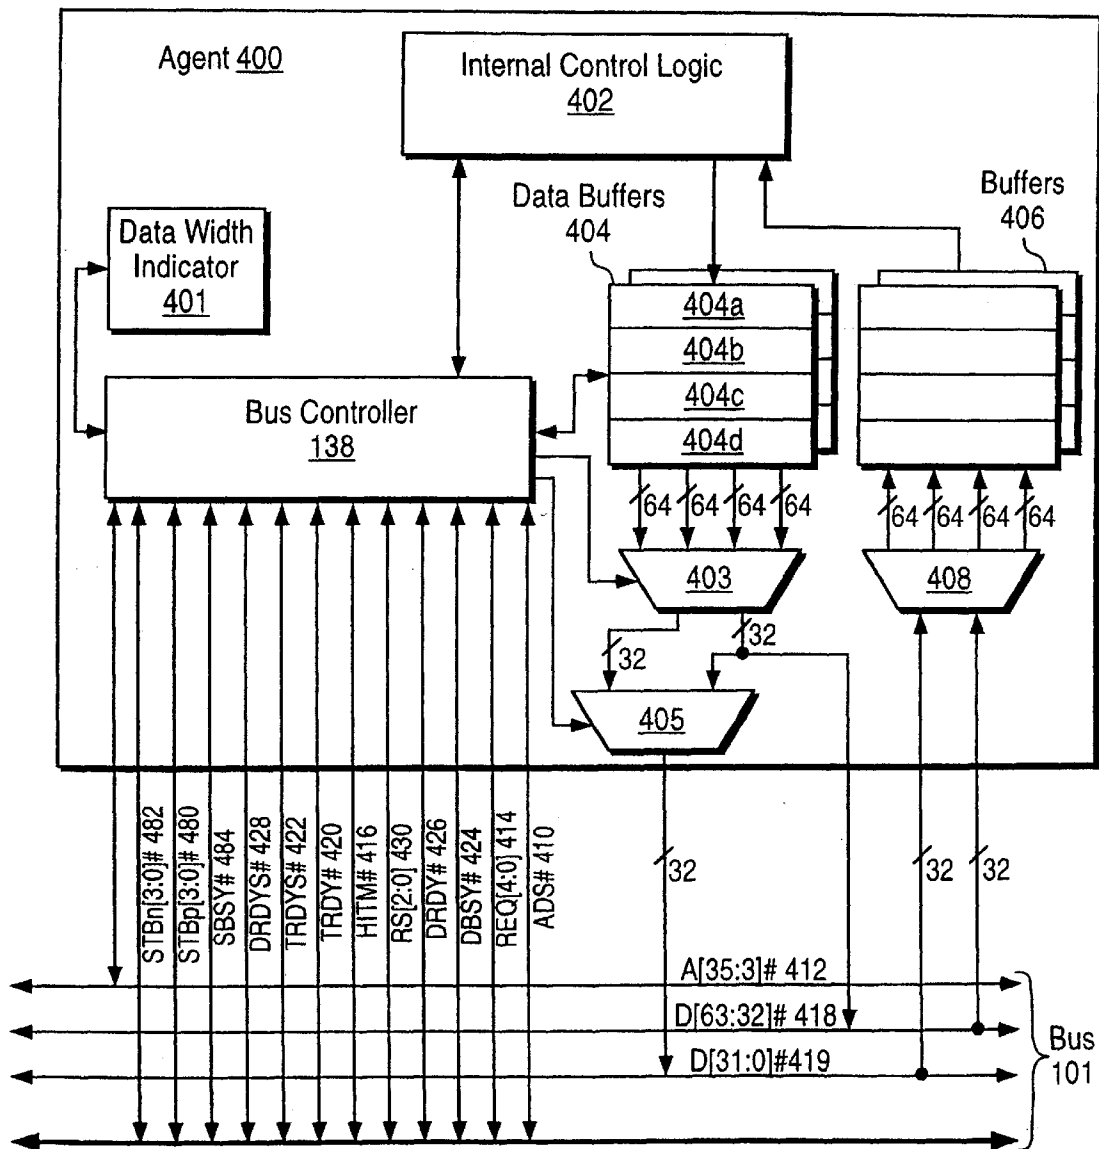 Agent 400
Internal Control Logic
402
Data Buffers
404
Buffers
406
Data Width
Indicator
401
404a
404b
404c
404d
Bus Controller
138
64
64
64
64
64
64
64
64
403
408
32
32
405
32
32
32
STBn[3:0]# 482
STBp[3:0]# 480
SBSY# 484
DRDYS# 428
TRDYS# 422
TRDY# 420
HITM# 416
RS[2:0] 430
DRDY# 426
DBSY# 424
REQ[4:0] 414
ADS# 410
A[35:3]# 412
D[63:32]# 418
D[31:0]#419
Bus
101